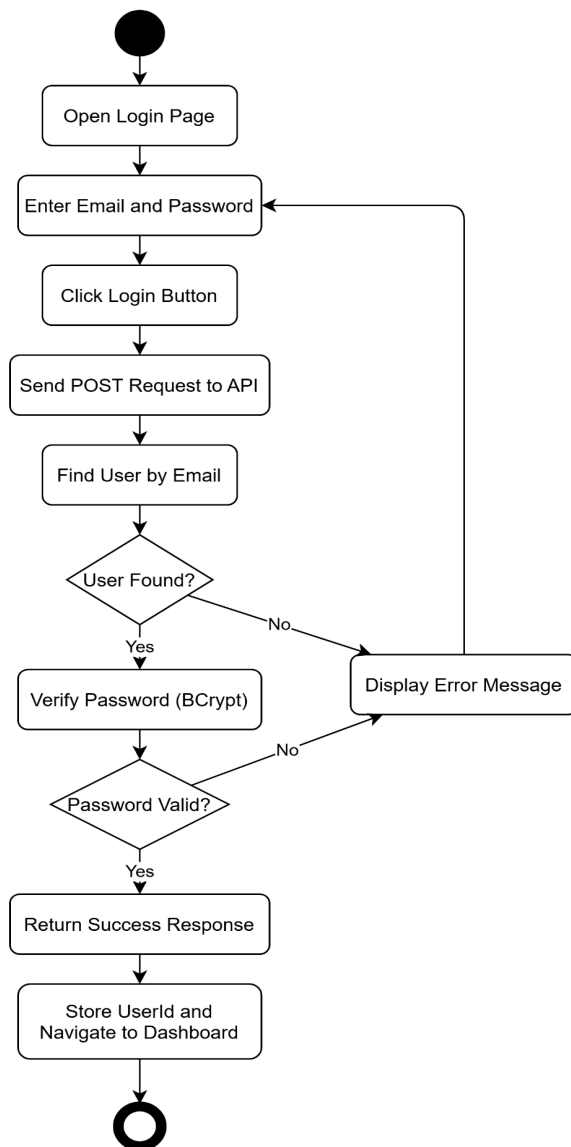 Open Login Page
Enter Email and Password
Click Login Button
Send POST Request to API
Find User by Email
User Found?
No
Yes
Display Error Message
Verify Password (BCrypt)
No
Password Valid?
Yes
Return Success Response
Store UserId and
Navigate to Dashboard